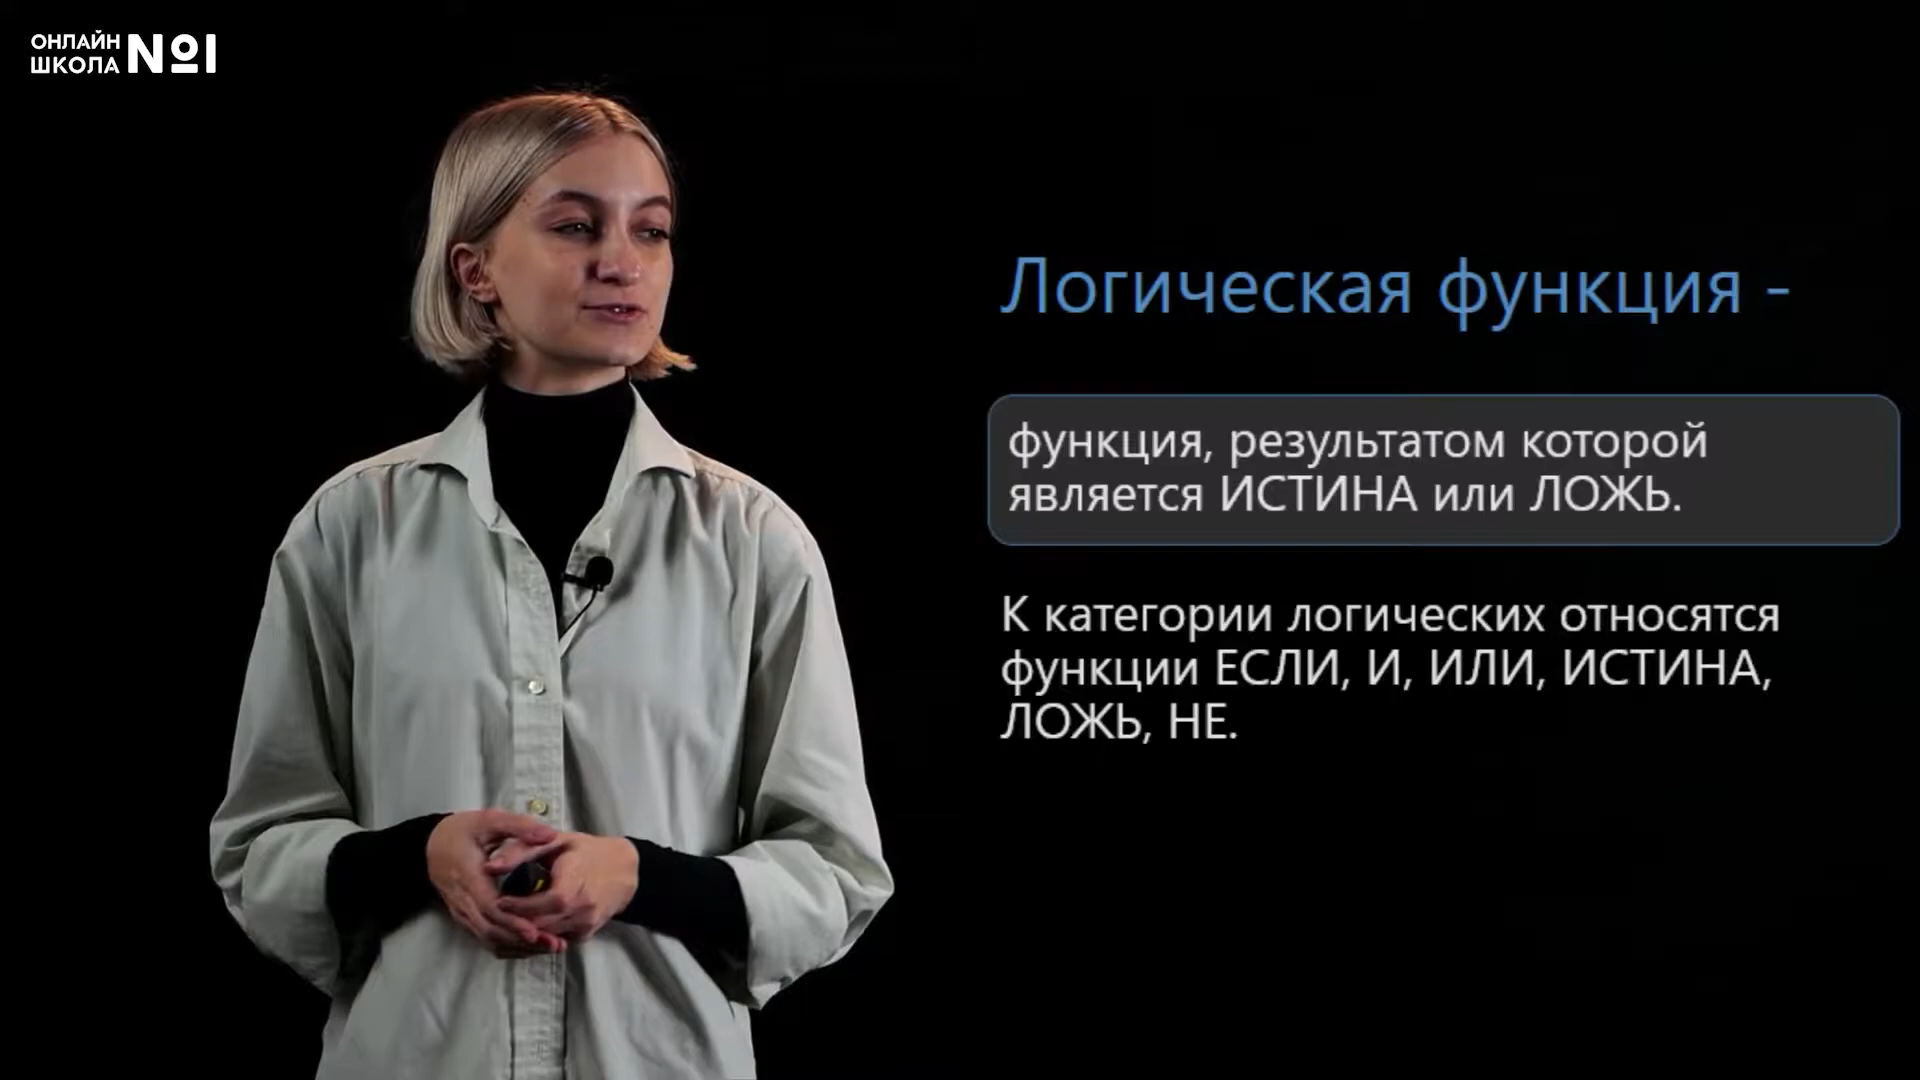 ОНЛАЙН
ШКОЛА №1
Логическая функция -
функция, результатом которой
является ИСТИНА или ЛОЖЬ.
К категории логических относятся
функции ЕСЛИ, И, ИЛИ, ИСТИНА,
ЛОЖЬ, НЕ.